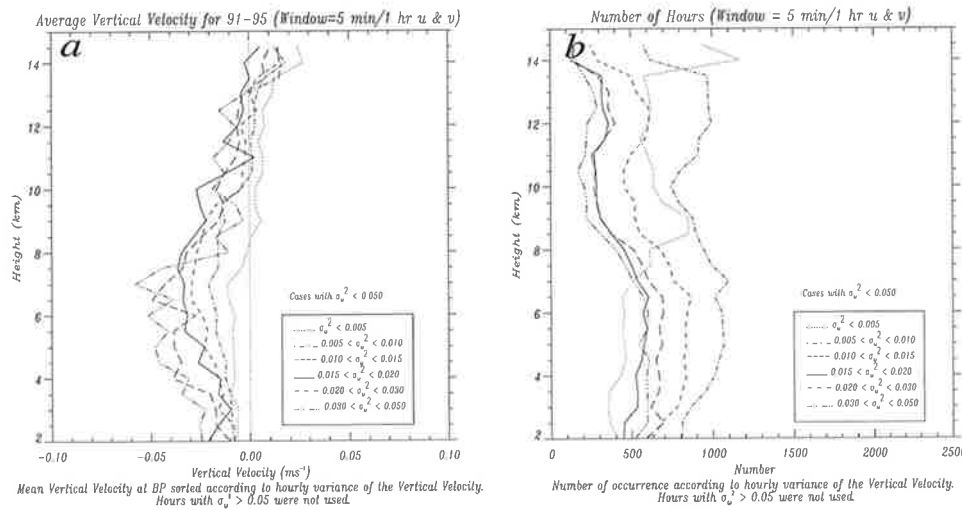 Average Vertical Velocity for 91-95 (Window=5 min/1 hr u & v)
a
14
12
10
8
6
4
2
Height (km)
-0.10
-0.05
0.00
0.05
0.10
Vertical Velocity (ms⁻¹)
Cases with σw² < 0.050
σw² < 0.005
0.005 < σw² < 0.010
0.010 < σw² < 0.015
0.015 < σw² < 0.020
0.020 < σw² < 0.030
0.030 < σw² < 0.050
Mean Vertical Velocity at BP sorted according to hourly variance of the Vertical Velocity.
Hours with σw² > 0.05 were not used.
Number of Hours (Window = 5 min/1 hr u & v)
b
14
12
10
8
6
4
2
Height (km)
0
500
1000
1500
2000
2500
Number
Cases with σw² < 0.050
σw² < 0.005
0.005 < σw² < 0.010
0.010 < σw² < 0.015
0.015 < σw² < 0.020
0.020 < σw² < 0.030
0.030 < σw² < 0.050
Number of occurrence according to hourly variance of the Vertical Velocity.
Hours with σw² > 0.05 were not used.